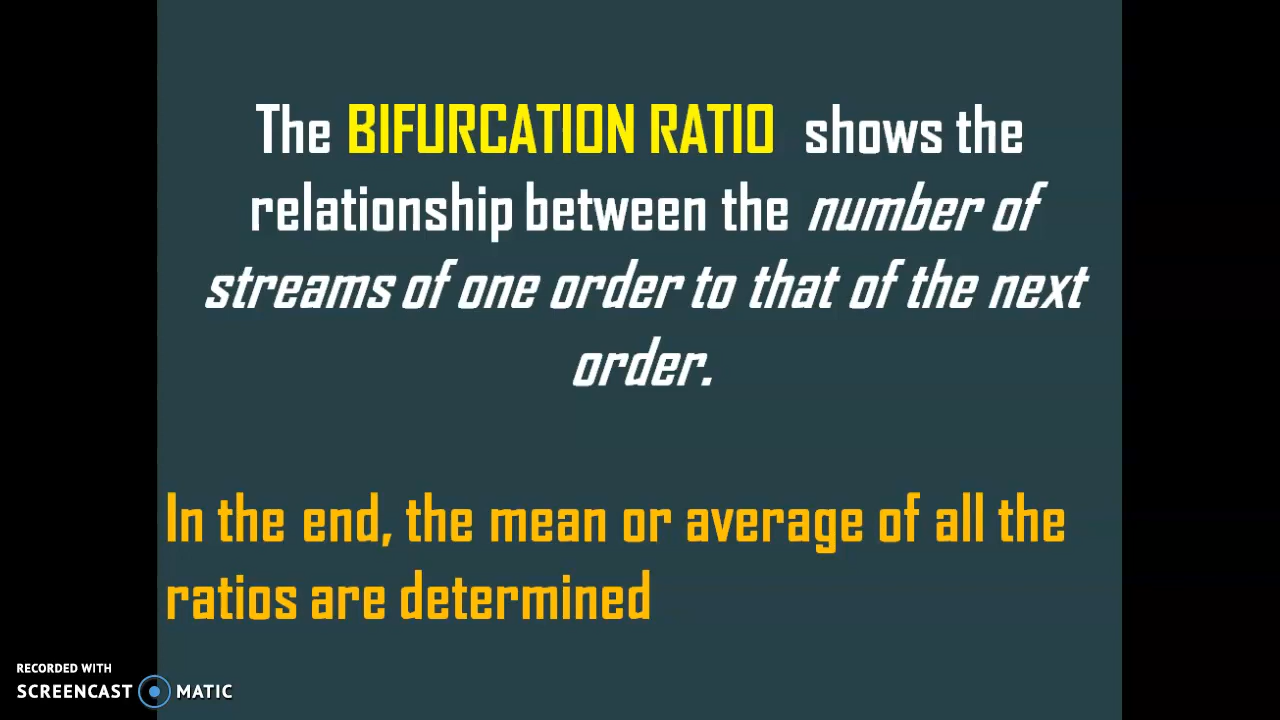 The BIFURCATION RATIO shows the
relationship between the number of
streams of one order to that of the next
order.
In the end, the mean or average of all the
ratios are determined
RECORDED WITH
SCREENCAST MATIC